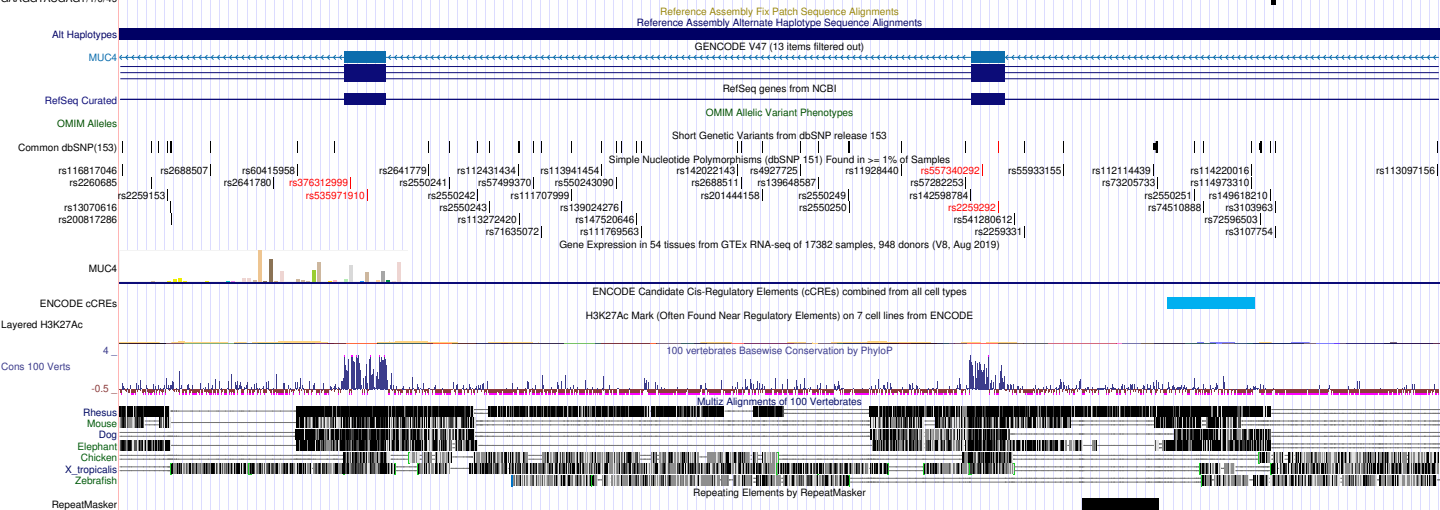 Reference Assembly Fix Patch Sequence Alignments
Reference Assembly Alternate Haplotype Sequence Alignments
Alt Haplotypes
GENCODE V47 (13 items filtered out)
MUC4
RefSeq genes from NCBI
RefSeq Curated
OMIM Allelic Variant Phenotypes
OMIM Alleles
Short Genetic Variants from dbSNP release 153
Common dbSNP(153)
Simple Nucleotide Polymorphisms (dbSNP 151) Found in >= 1% of Samples
rs116817046 rs2688507 rs60415958 rs2641779 rs112431434 rs113941454 rs142022143 rs4927725 rs11928440 rs557340292 rs55933155 rs112114439 rs114220016 rs113097156
rs2260685 rs2641780 rs376312999 rs2550241 rs57499370 rs550243090 rs2688511 rs139648587 rs57282253 rs73205733 rs114973310
rs2259153 rs535971910 rs2550242 rs111707999 rs201444158 rs2550249 rs142598784 rs2550251 rs149618210
rs13070616 rs2550243 rs139024276 rs2550250 rs2259292 rs74510888 rs3103963
rs200817286 rs113272420 rs147520646 rs541280612 rs72596503
rs71635072 rs111769563 rs2259331 rs3107754
Gene Expression in 54 tissues from GTEx RNA-seq of 17382 samples, 948 donors (V8, Aug 2019)
MUC4
ENCODE Candidate Cis-Regulatory Elements (cCREs) combined from all cell types
ENCODE cCREs
H3K27Ac Mark (Often Found Near Regulatory Elements) on 7 cell lines from ENCODE
Layered H3K27Ac
100 vertebrates Basewise Conservation by PhyloP
4 _
Cons 100 Verts
-0.5 _
Multiz Alignments of 100 Vertebrates
Rhesus
Mouse
Dog
Elephant
Chicken
X_tropicalis
Zebrafish
Repeating Elements by RepeatMasker
RepeatMasker